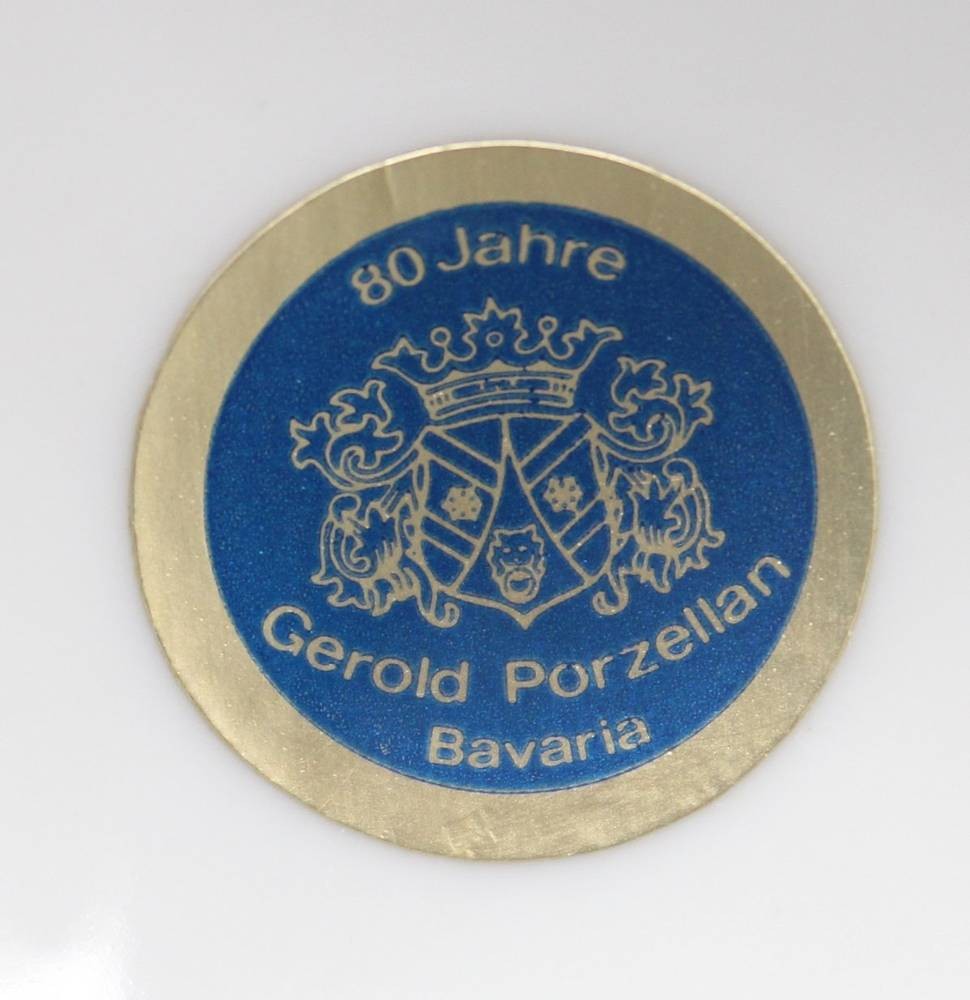 80 Jahre
Gerold Porzellan
Bavaria